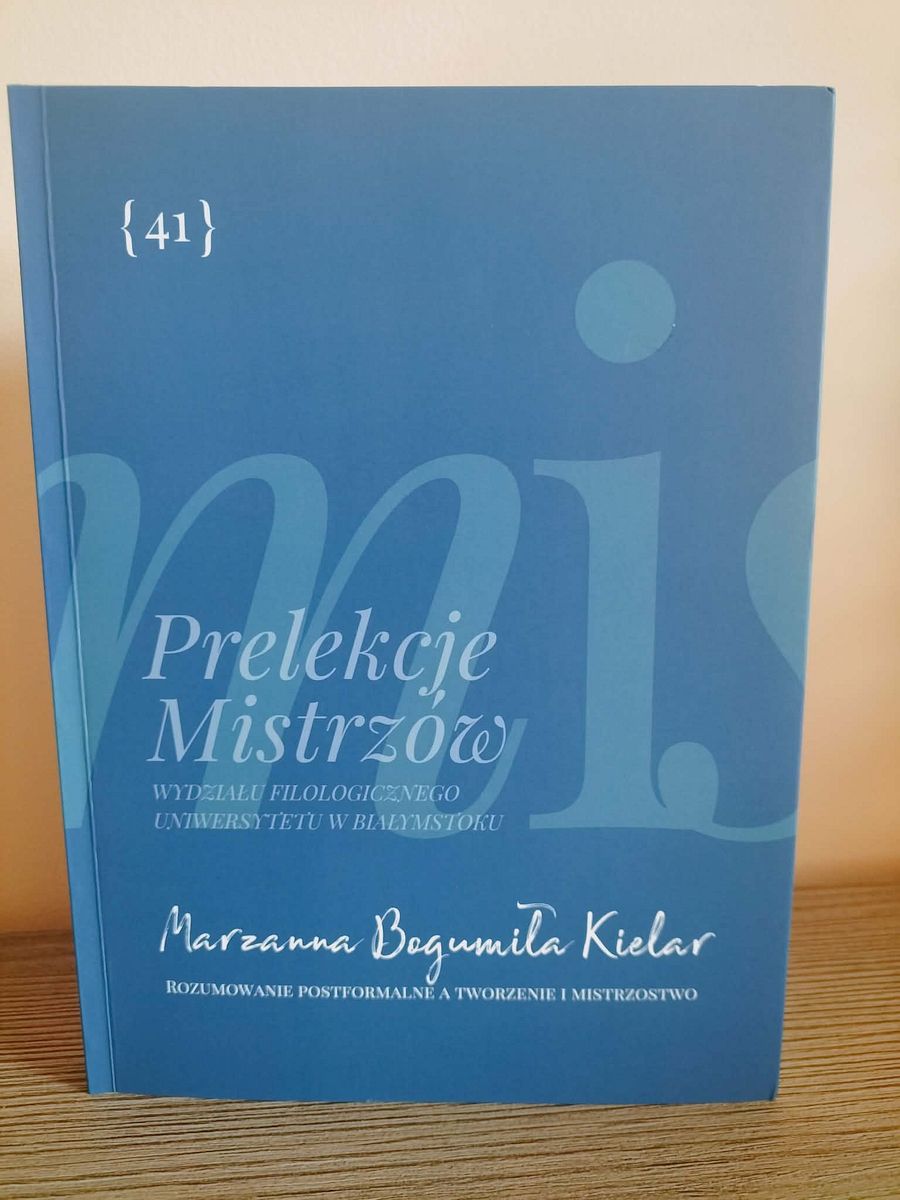 {41}
mis
Prelekcje
Mistrzów
WYDZIAŁU FILOLOGICZNEGO
UNIWERSYTETU W BIAŁYMSTOKU
Marzanna Bogumiła Kielar
ROZUMOWANIE POSTFORMALNE A TWORZENIE I MISTRZOSTWO